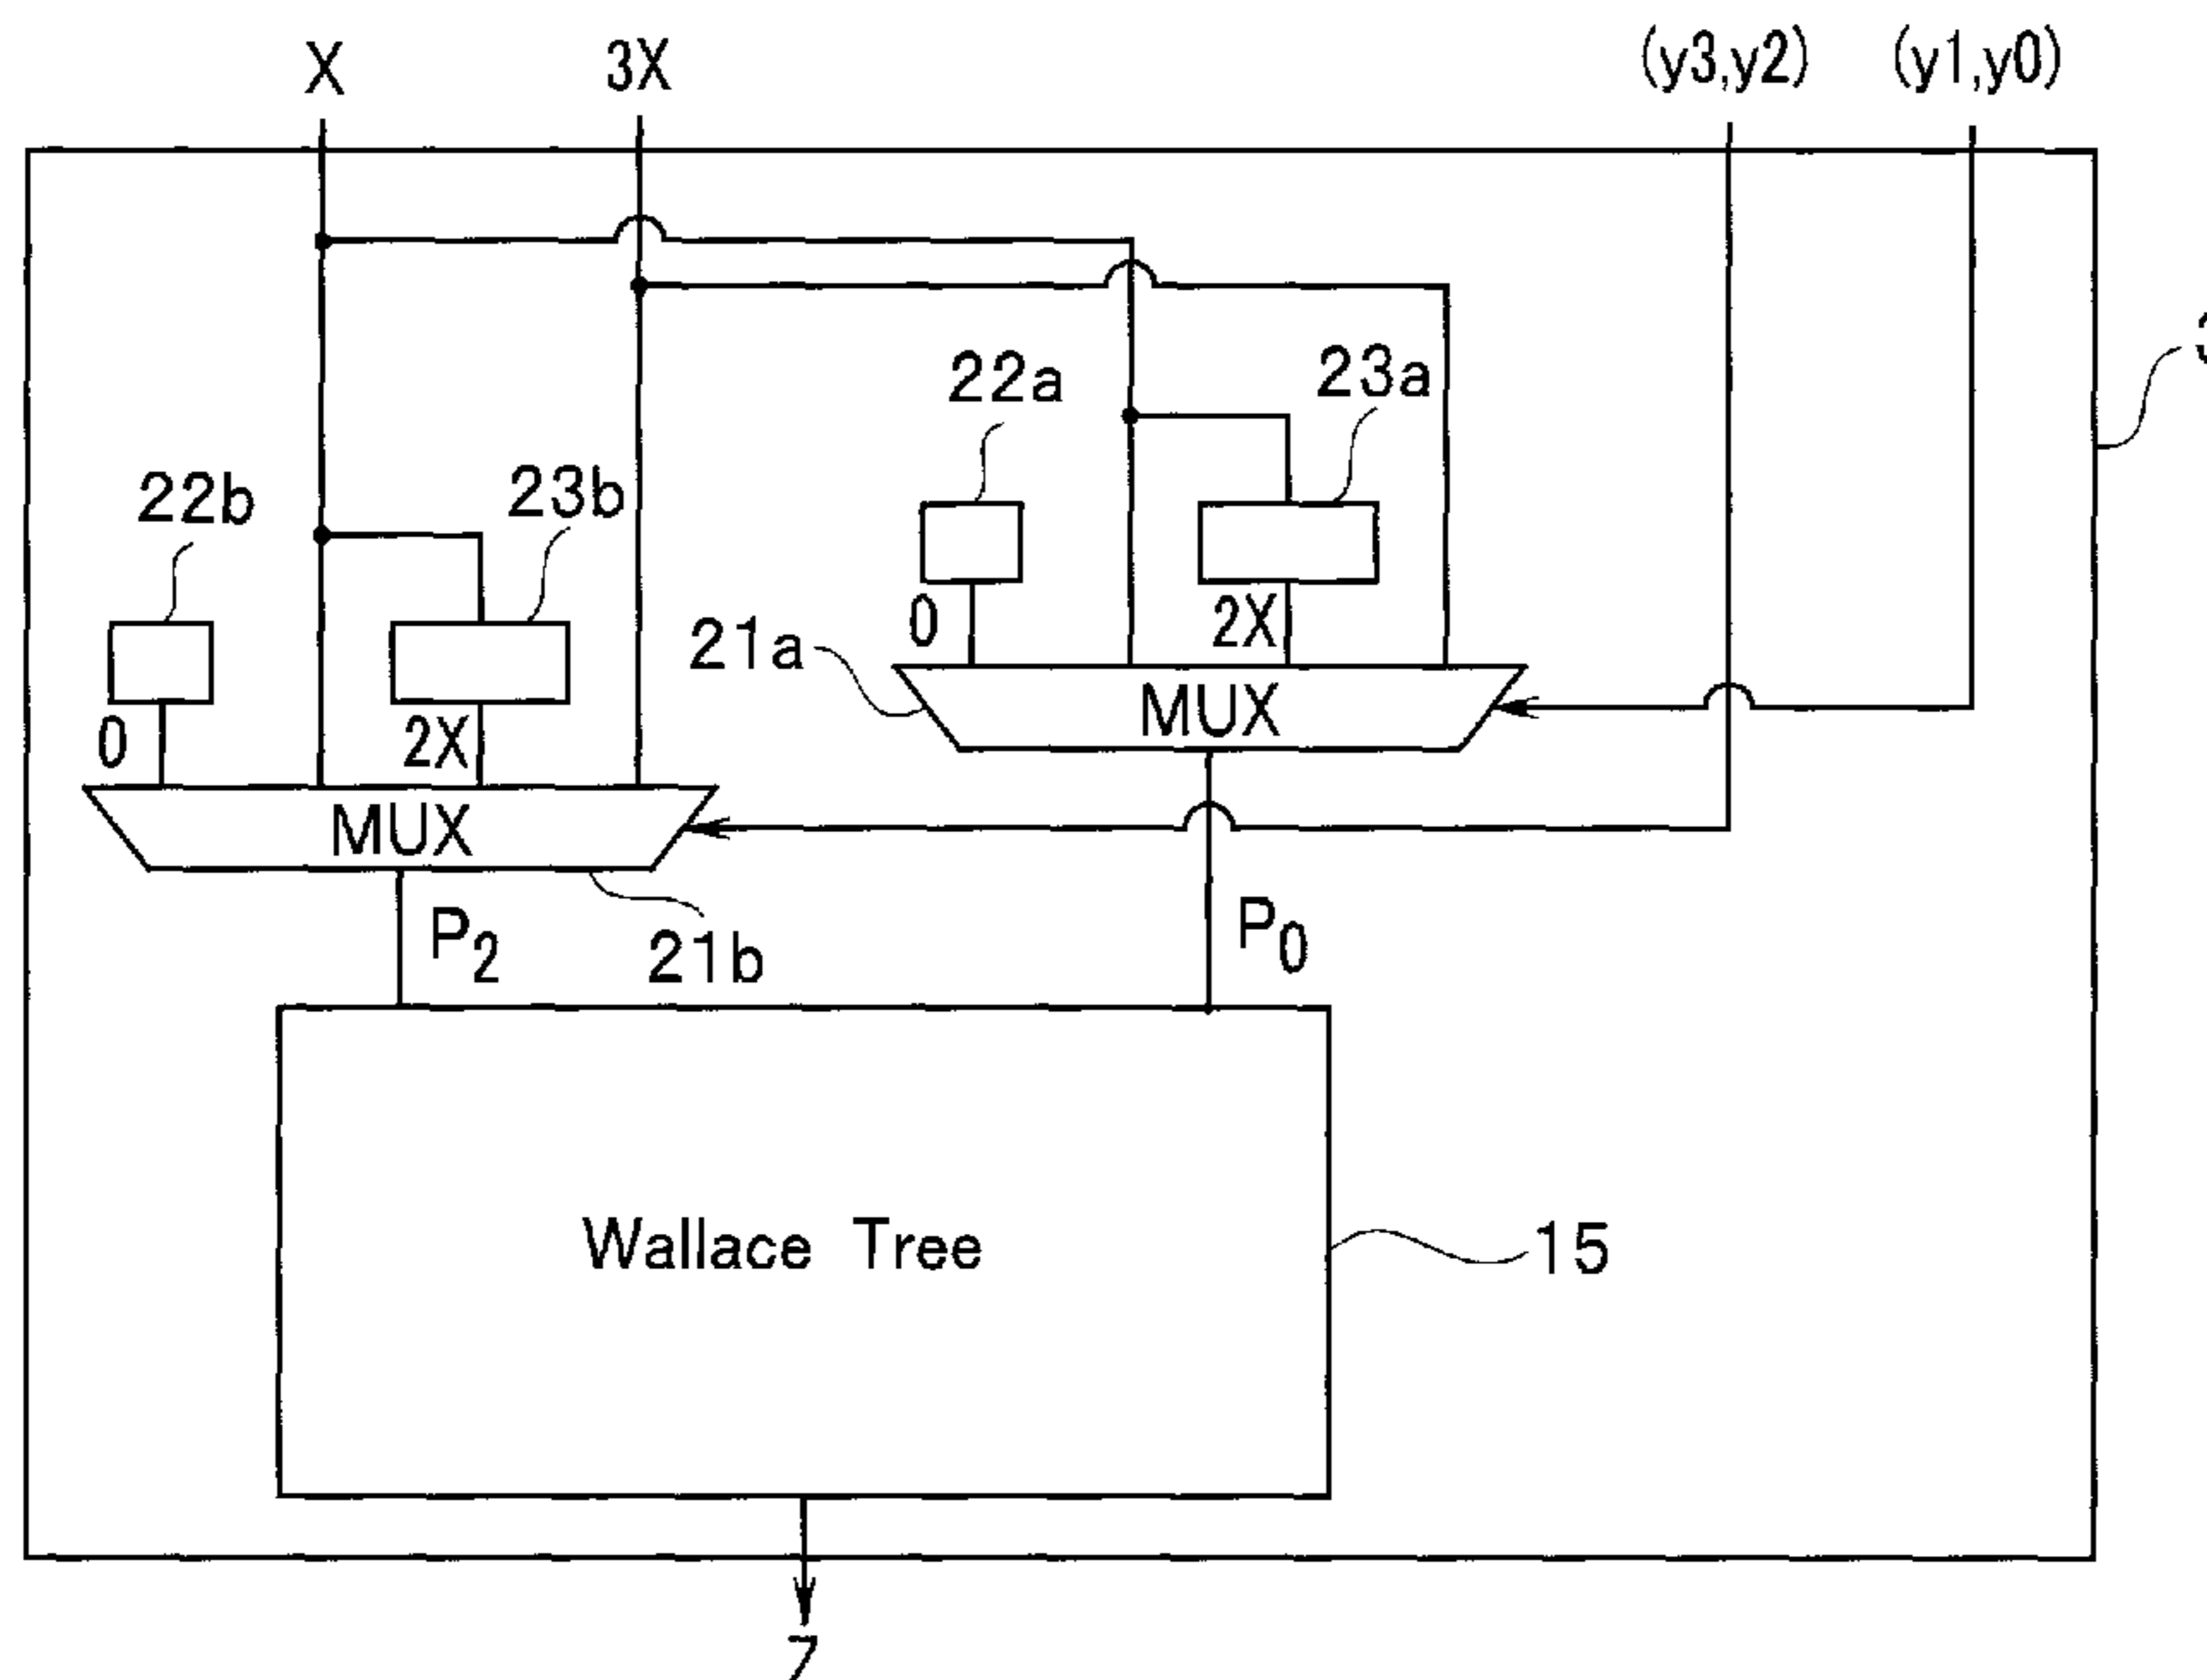 X 3X (y3,y2) (y1,y0)
3
22a 23a
22b 23b
0 2X
21a
MUX
0 2X
MUX
P2 21b P0
Wallace Tree 15